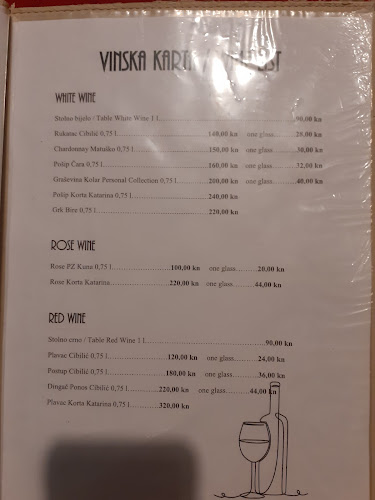 VINSKA KARTA /
WHITE WINE
Stolno bijelo / Table White Wine 1 l 90,00 kn
Rukatac Cibilić 0,75 l 140,00 kn one glass 28,00 kn
Chardonnay Matuško 0,75 l 150,00 kn one glass 30,00 kn
Pošip Čara 0,75 l 160,00 kn one glass 32,00 kn
Graševina Kolar Personal Collection 0,75 l 200,00 kn one glass 40,00 kn
Pošip Korta Katarina 0,75 l 240,00 kn
Grk Bire 0,75 l 220,00 kn
ROSE WINE
Rose PZ Kuna 0,75 l 100,00 kn one glass 20,00 kn
Rose Korta Katarina 220,00 kn one glass 44,00 kn
RED WINE
Stolno crno / Table Red Wine 1 l 90,00 kn
Plavac Cibilić 0,75 l 120,00 kn one glass 24,00 kn
Postup Cibilić 0,75 l 180,00 kn one glass 36,00 kn
Dingač Ponos Cibilić 0,75 l 220,00 kn one glass 44,00 kn
Plavac Korta Katarina 0,75 l 320,00 kn